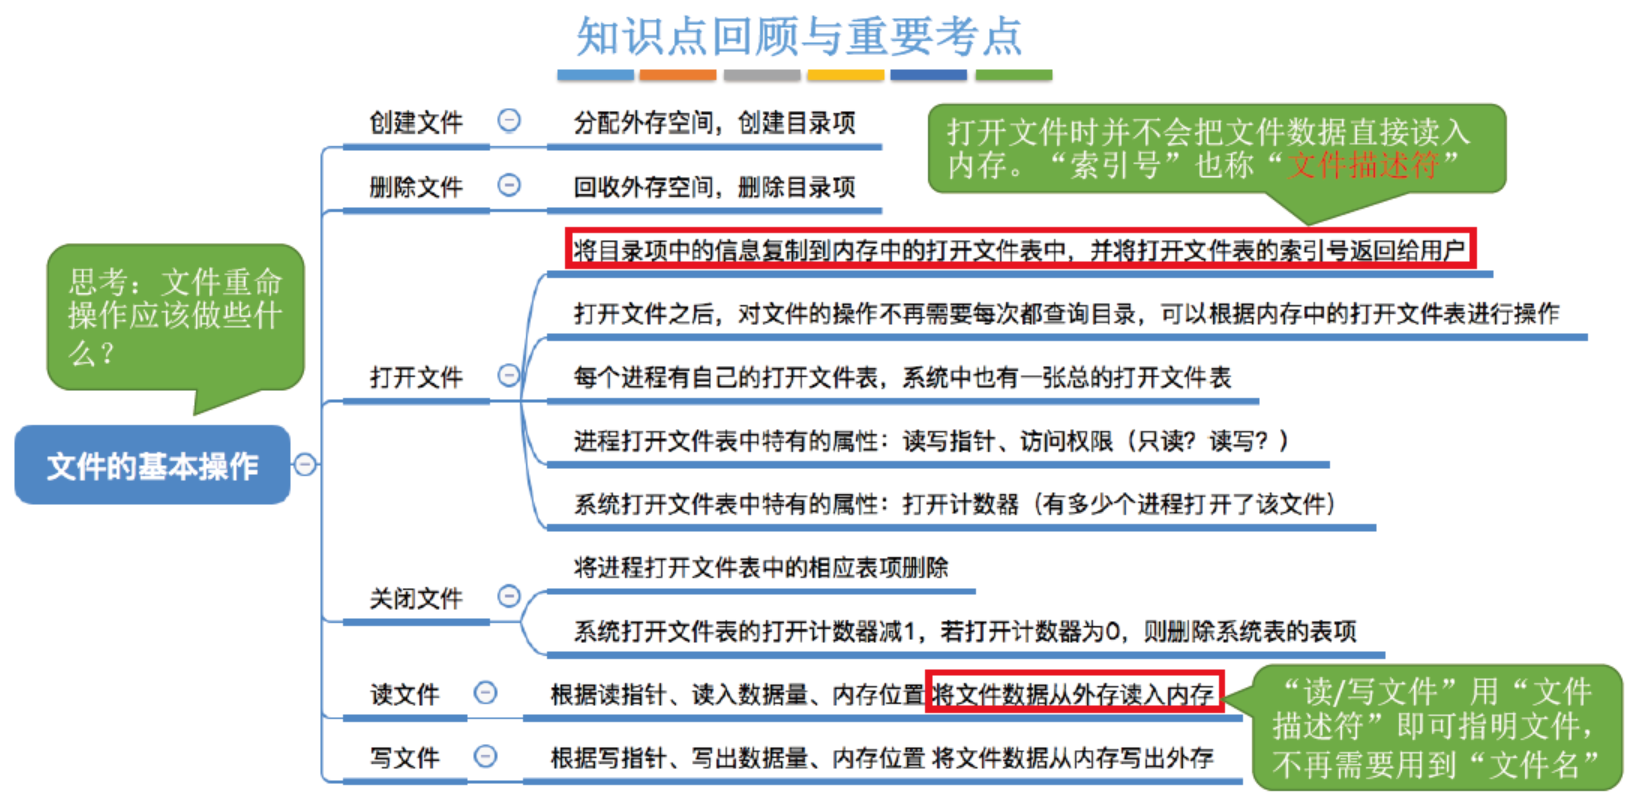 知识点回顾与重要考点
创建文件
分配外存空间，创建目录项
打开文件时并不会把文件数据直接读入
内存。“索引号”也称“文件描述符”
删除文件
回收外存空间，删除目录项
将目录项中的信息复制到内存中的打开文件表中，并将打开文件表的索引号返回给用户
思考：文件重命
操作应该做些什
么？
打开文件之后，对文件的操作不再需要每次都查询目录，可以根据内存中的打开文件表进行操作
打开文件
每个进程有自己的打开文件表，系统中也有一张总的打开文件表
进程打开文件表中特有的属性：读写指针、访问权限（只读？读写？）
文件的基本操作
系统打开文件表中特有的属性：打开计数器（有多少个进程打开了该文件）
将进程打开文件表中的相应表项删除
关闭文件
系统打开文件表的打开计数器减1，若打开计数器为0，则删除系统表的表项
读文件
根据读指针、读入数据量、内存位置 将文件数据从外存读入内存
“读/写文件”用“文件
描述符”即可指明文件，
不再需要用到“文件名”
写文件
根据写指针、写出数据量、内存位置 将文件数据从内存写出外存